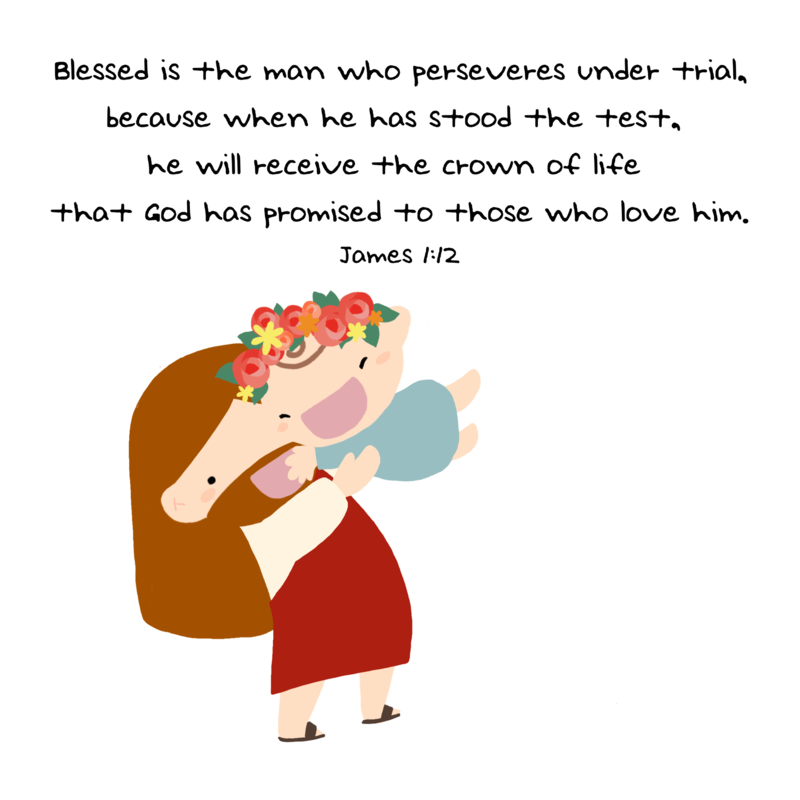 Blessed is the man who perseveres under trial,
because when he has stood the test,
he will receive the crown of life
that God has promised to those who love him.
James 1:12